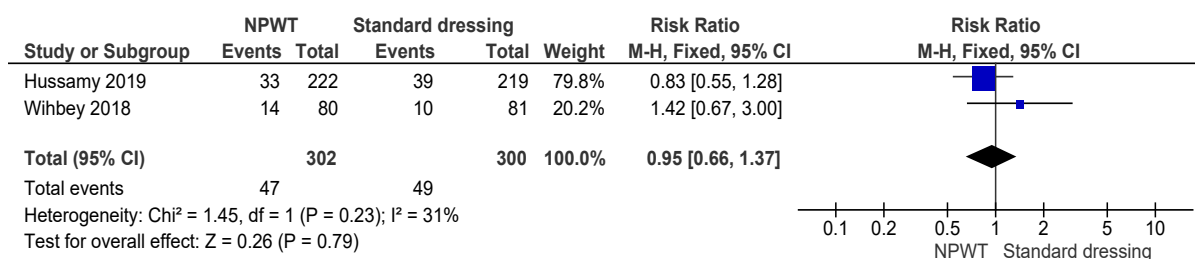 NPWT Standard dressing Risk Ratio Risk Ratio
Study or Subgroup Events Total Events Total Weight M-H, Fixed, 95% CI M-H, Fixed, 95% CI
Hussamy 2019 33 222 39 219 79.8% 0.83 [0.55, 1.28]
Wihbey 2018 14 80 10 81 20.2% 1.42 [0.67, 3.00]
Total (95% CI) 302 300 100.0% 0.95 [0.66, 1.37]
Total events 47 49
Heterogeneity: Chi² = 1.45, df = 1 (P = 0.23); I² = 31%
Test for overall effect: Z = 0.26 (P = 0.79)
0.1 0.2 0.5 1 2 5 10
NPWT Standard dressing